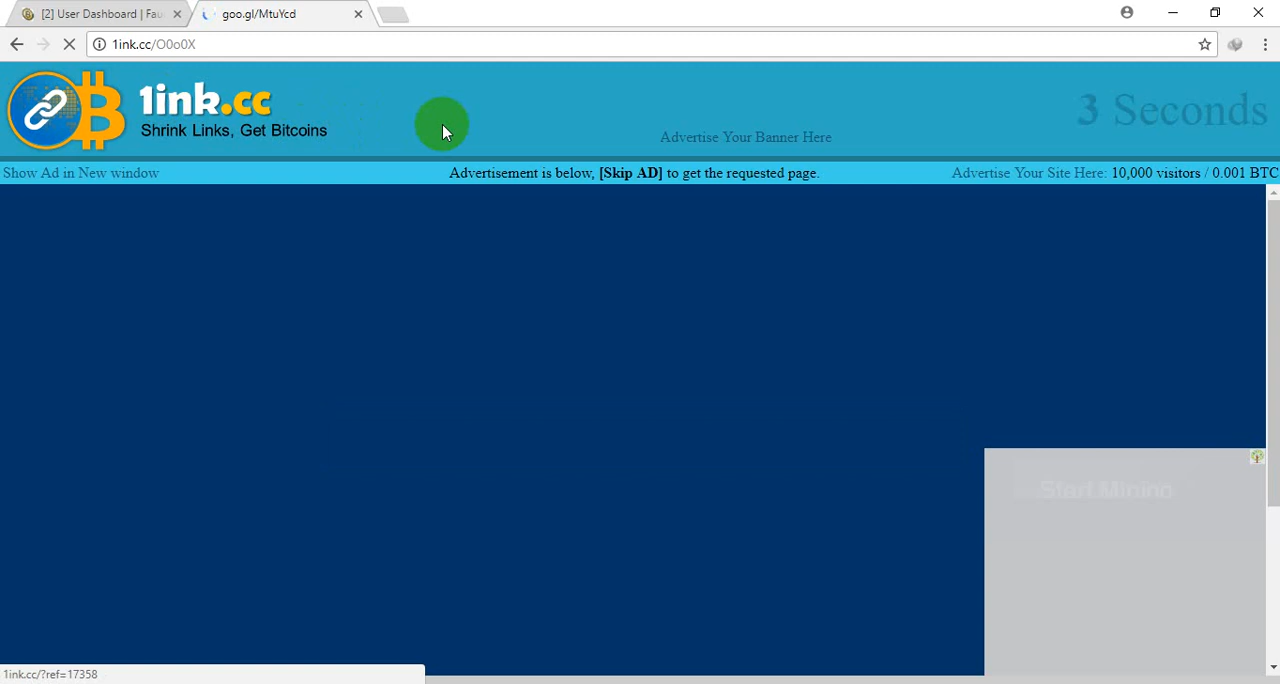 [2] User Dashboard | Fau
goo.gl/MtuYcd
1ink.cc/O0o0X
1ink.cc
Shrink Links, Get Bitcoins
3 Seconds
Advertise Your Banner Here
Show Ad in New window
Advertisement is below, [Skip AD] to get the requested page.
Advertise Your Site Here: 10,000 visitors / 0.001 BTC
Start Mining
1ink.cc/?ref=17358